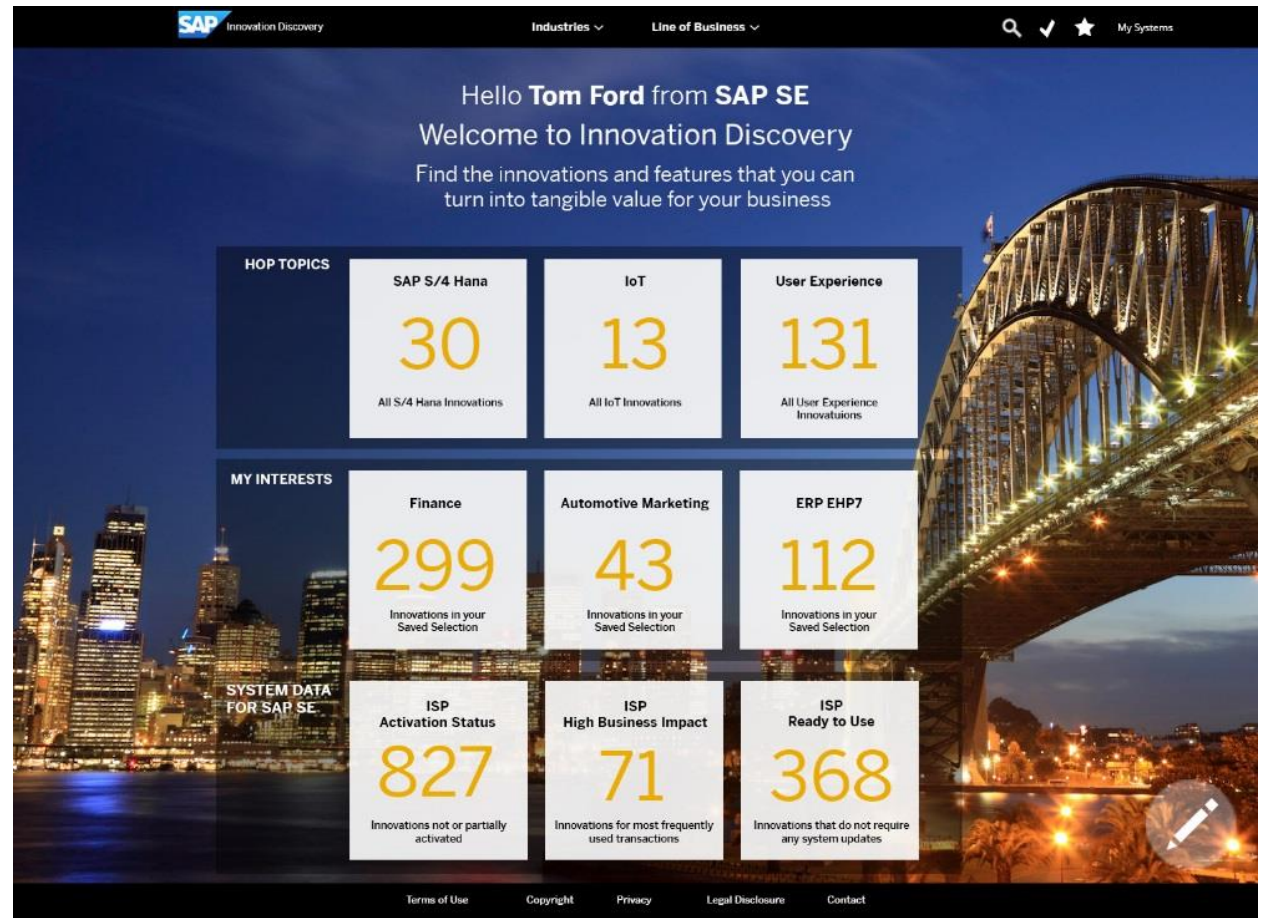 SAP Innovation Discovery
Industries
Line of Business
My Systems
Hello Tom Ford from SAP SE
Welcome to Innovation Discovery
Find the innovations and features that you can
turn into tangible value for your business
HOP TOPICS
SAP S/4 Hana
30
All S/4 Hana Innovations
IoT
13
All IoT Innovations
User Experience
131
All User Experience
Innovatuions
MY INTERESTS
Finance
299
Innovations in your
Saved Selection
Automotive Marketing
43
Innovations in your
Saved Selection
ERP EHP7
112
Innovations in your
Saved Selection
SYSTEM DATA
FOR SAP SE
ISP
Activation Status
827
Innovations not or partially
activated
ISP
High Business Impact
71
Innovations for most frequently
used transactions
ISP
Ready to Use
368
Innovations that do not require
any system updates
Terms of Use
Copyright
Privacy
Legal Disclosure
Contact